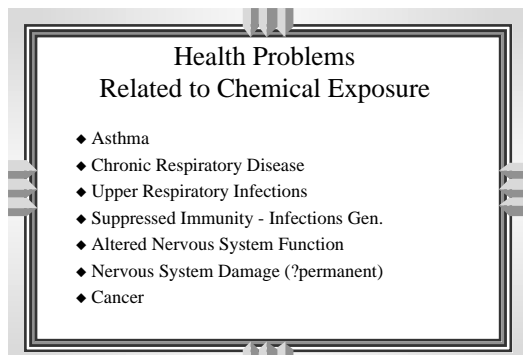 Health Problems
Related to Chemical Exposure
◆ Asthma
◆ Chronic Respiratory Disease
◆ Upper Respiratory Infections
◆ Suppressed Immunity - Infections Gen.
◆ Altered Nervous System Function
◆ Nervous System Damage (?permanent)
◆ Cancer